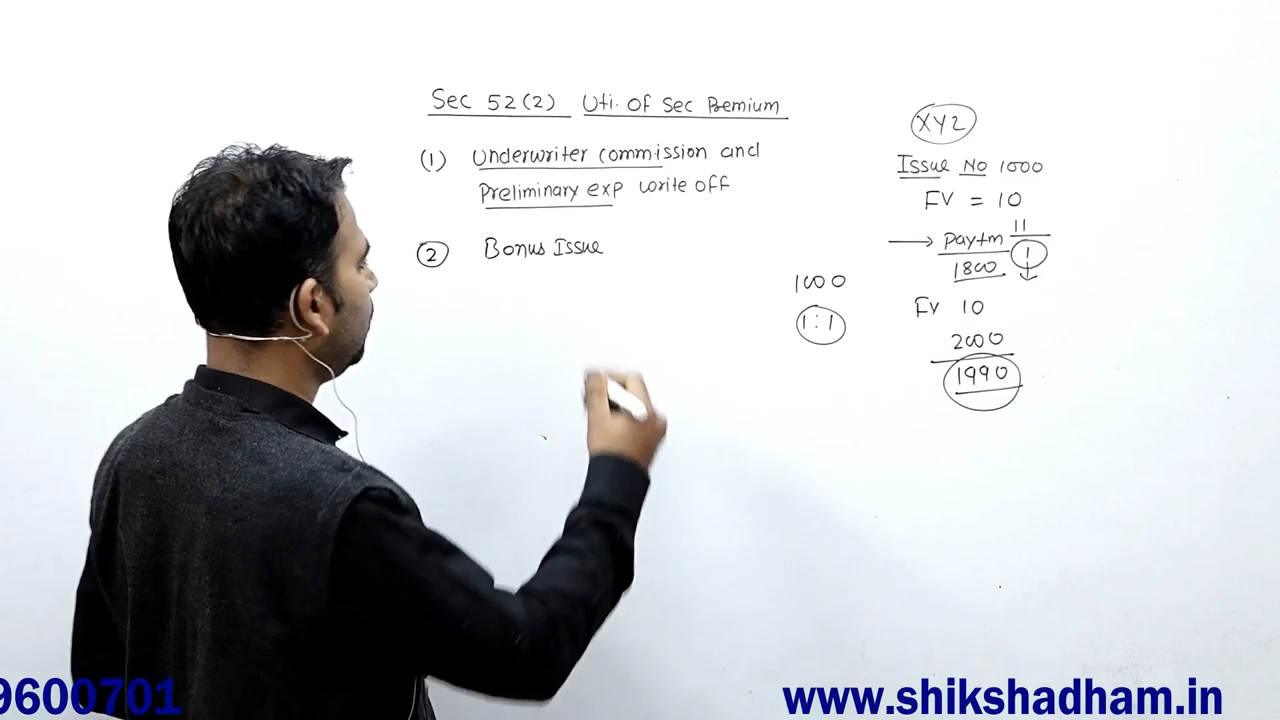 Sec 52(2) Uti. Of Sec Premium
(1) Underwriter commission and
Preliminary exp write off
2 Bonus Issue
1000
1:1
XYZ
Issue No 1000
FV = 10
→ paytm 11
1
1800
FV 10
2000
1990
9600701
www.shikshadham.in